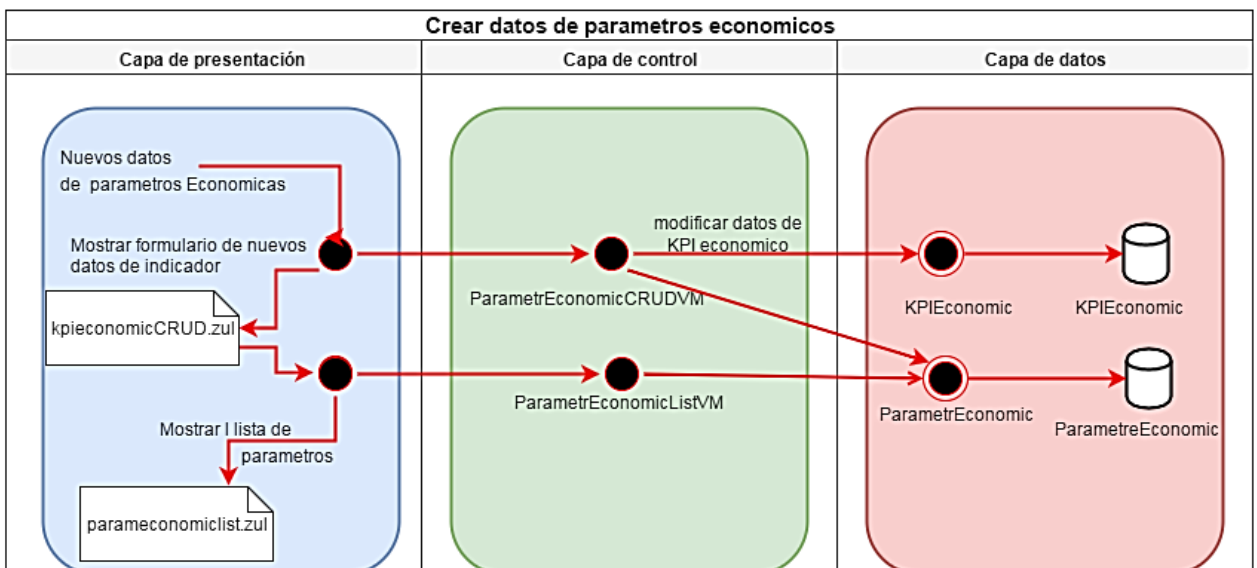 Crear datos de parametros economicos
Capa de presentación
Capa de control
Capa de datos
Nuevos datos
de parametros Economicas
Mostrar formulario de nuevos
datos de indicador
kpieconomicCRUD.zul
Mostrar l lista de
parametros
parameconomiclist.zul
ParametrEconomicCRUDVM
modificar datos de
KPI economico
ParametrEconomicListVM
KPIEconomic
KPIEconomic
ParametrEconomic
ParametreEconomic